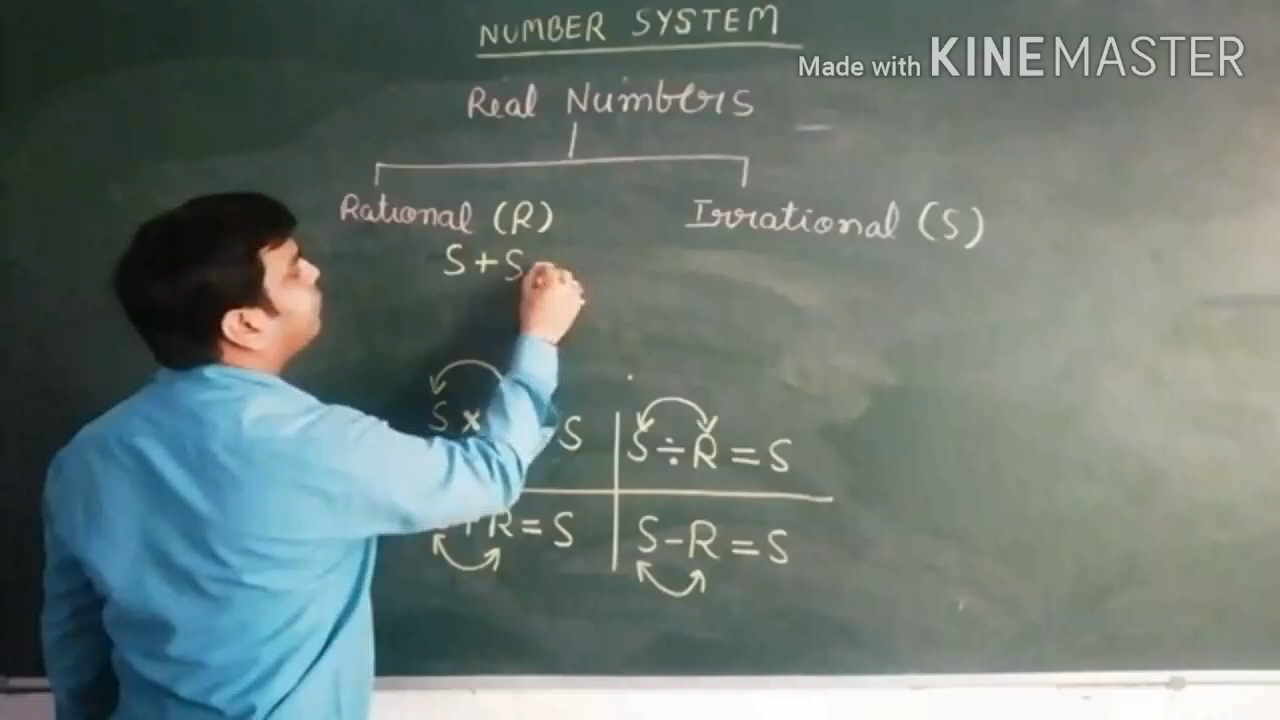 NUMBER SYSTEM
Made with KINEMASTER
Real Numbers
Rational (R)
Irrational (S)
S+S
S × S
S÷R=S
+R=S
S-R=S